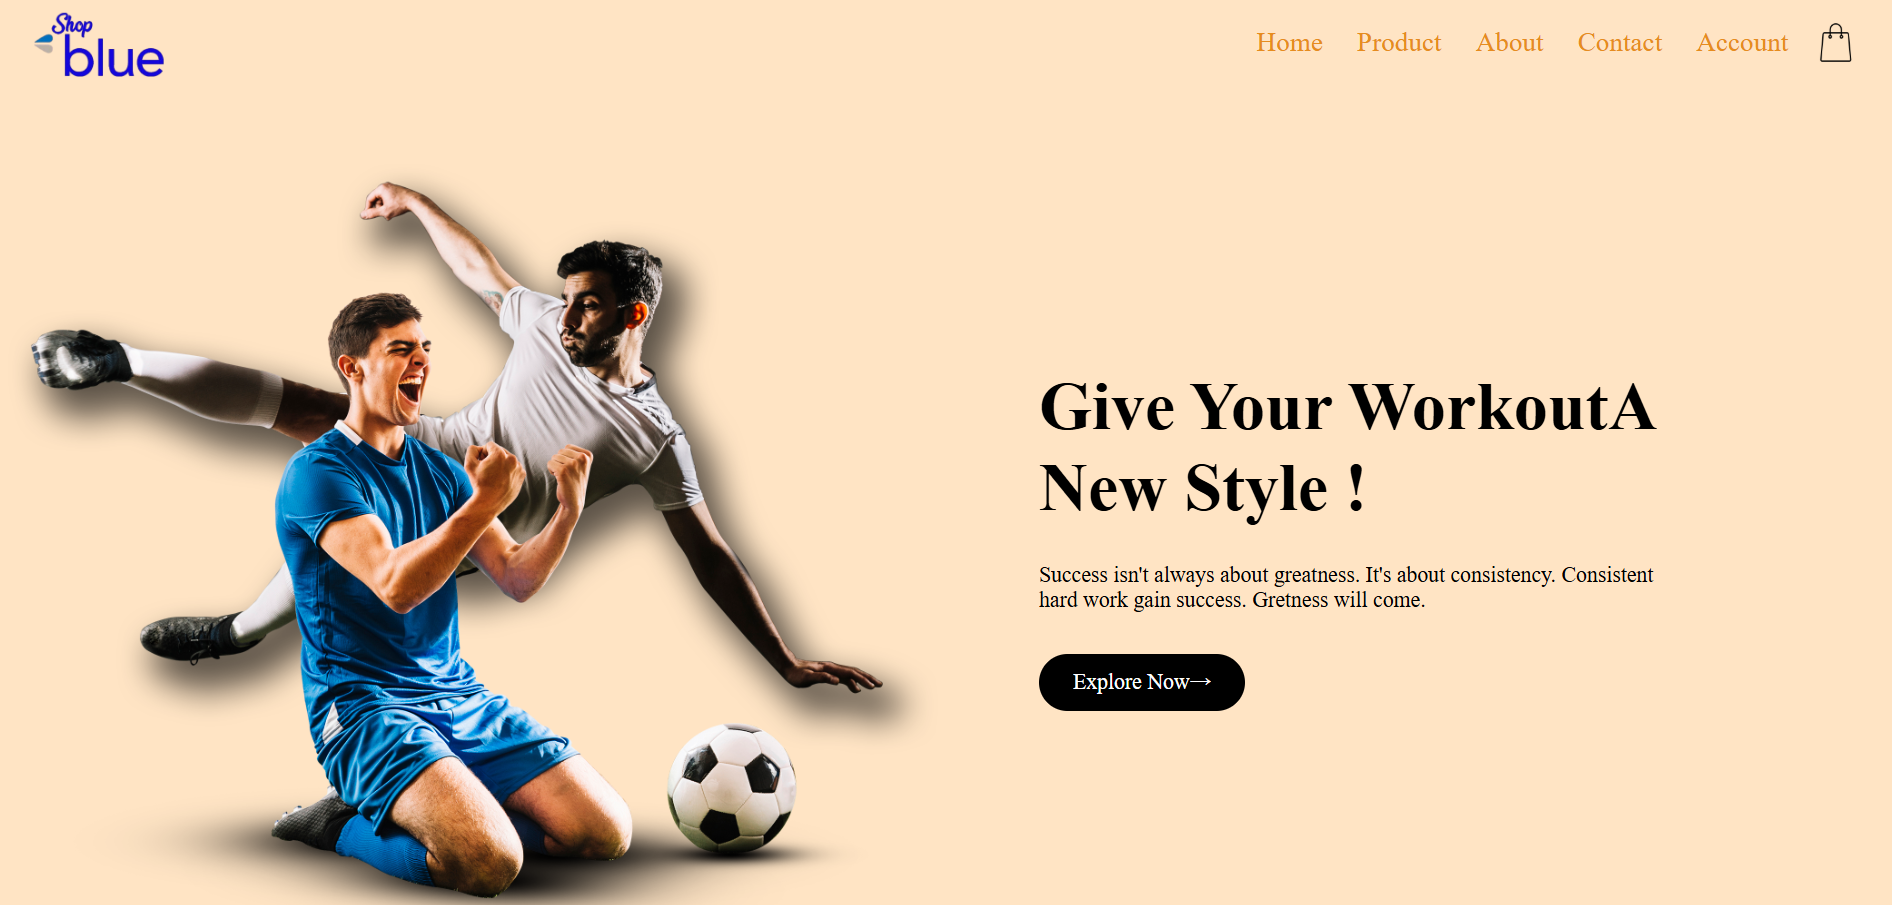 Shop
blue
Home Product About Contact Account
Give Your WorkoutA
New Style !
Success isn't always about greatness. It's about consistency. Consistent
hard work gain success. Gretness will come.
Explore Now→